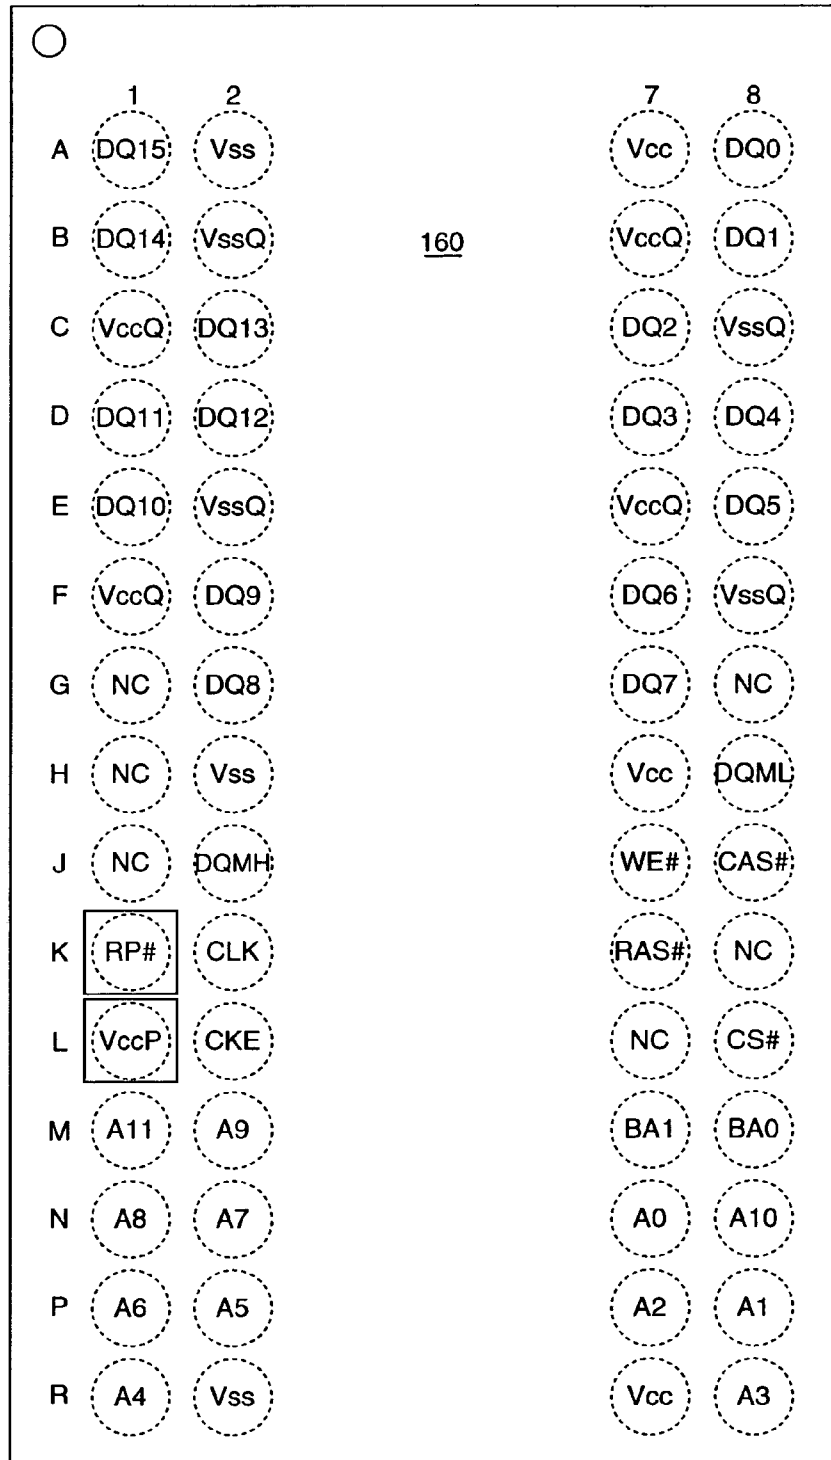 1 2 7 8
A DQ15 Vss Vcc DQ0
B DQ14 VssQ 160 VccQ DQ1
C VccQ DQ13 DQ2 VssQ
D DQ11 DQ12 DQ3 DQ4
E DQ10 VssQ VccQ DQ5
F VccQ DQ9 DQ6 VssQ
G NC DQ8 DQ7 NC
H NC Vss Vcc DQML
J NC DQMH WE# CAS#
K RP# CLK RAS# NC
L VccP CKE NC CS#
M A11 A9 BA1 BA0
N A8 A7 A0 A10
P A6 A5 A2 A1
R A4 Vss Vcc A3